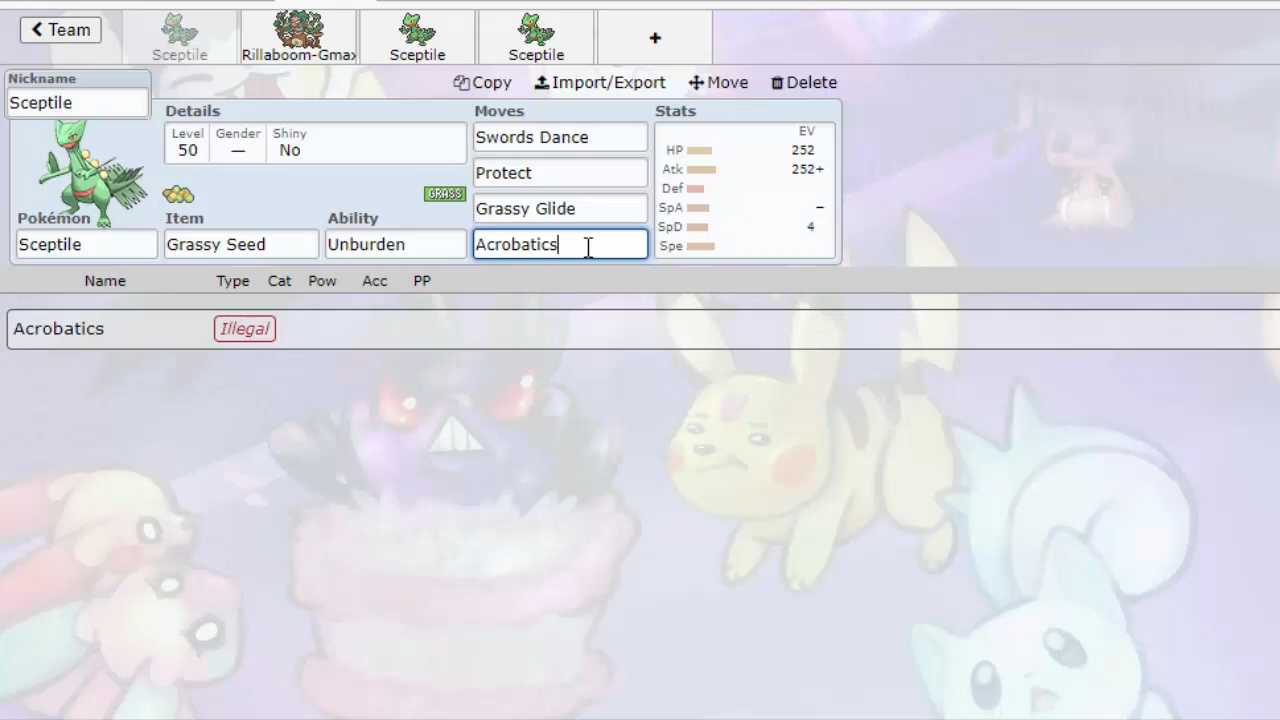 Team
Sceptile
Rillaboom-Gmax
Sceptile
Sceptile
+
Nickname
Sceptile
Copy
Import/Export
Move
Delete
Details
Level
50
Gender
—
Shiny
No
GRASS
Pokémon
Sceptile
Item
Grassy Seed
Ability
Unburden
Moves
Swords Dance
Protect
Grassy Glide
Acrobatics
Stats
EV
HP 252
Atk 252+
Def
SpA −
SpD 4
Spe
Name Type Cat Pow Acc PP
Acrobatics Illegal